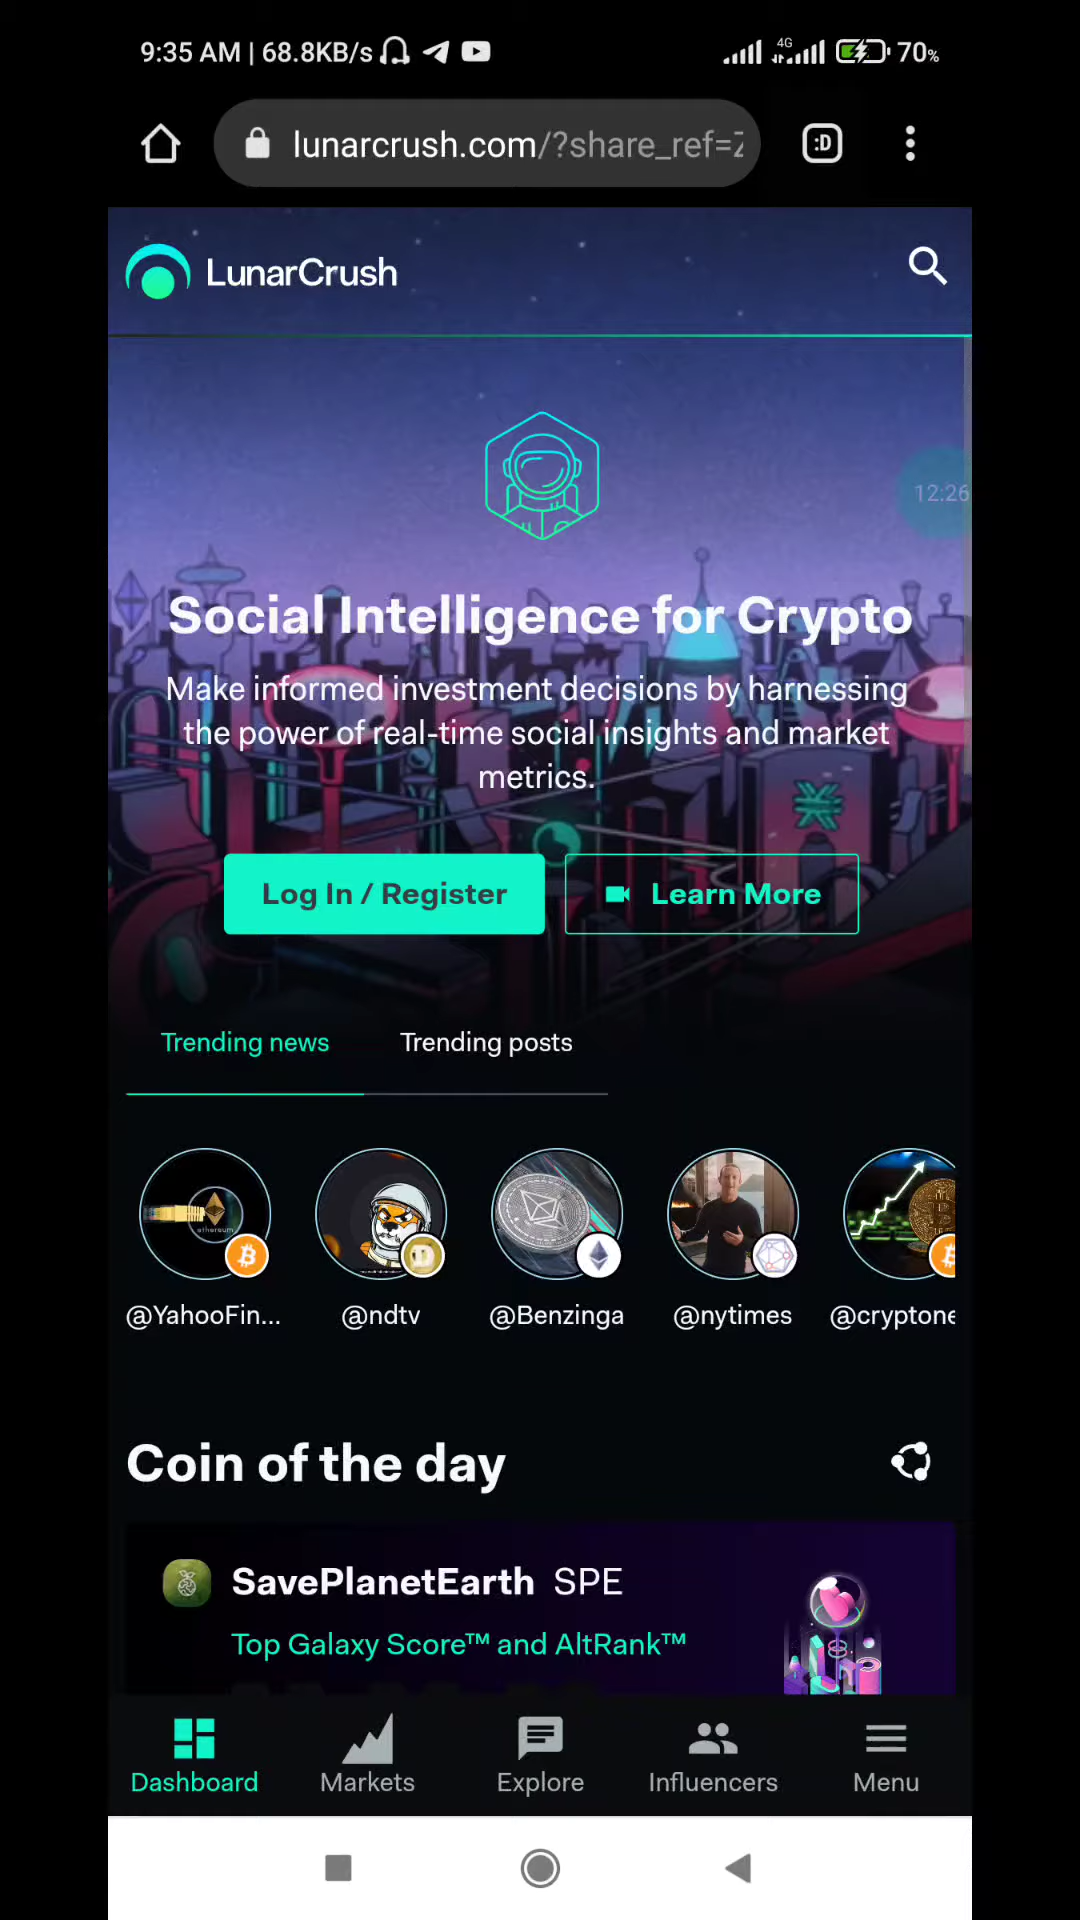 9:35 AM | 68.8KB/s
4G
70%
lunarcrush.com/?share_ref=
:D
LunarCrush
12:26
Social Intelligence for Crypto
Make informed investment decisions by harnessing
the power of real-time social insights and market
metrics.
Log In / Register
Learn More
Trending news
Trending posts
ethereum
@YahooFin...
@ndtv
@Benzinga
@nytimes
@cryptone
Coin of the day
SavePlanetEarth SPE
Top Galaxy Score™ and AltRank™
Dashboard
Markets
Explore
Influencers
Menu